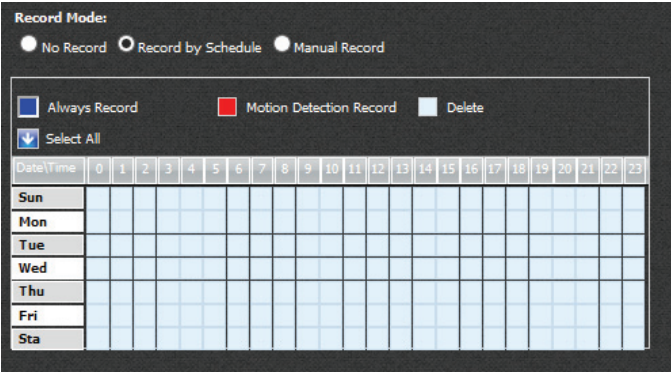 Record Mode:
No Record Record by Schedule Manual Record
Always Record Motion Detection Record Delete
Select All
Date\Time 0 1 2 3 4 5 6 7 8 9 10 11 12 13 14 15 16 17 18 19 20 21 22 23
Sun
Mon
Tue
Wed
Thu
Fri
Sta